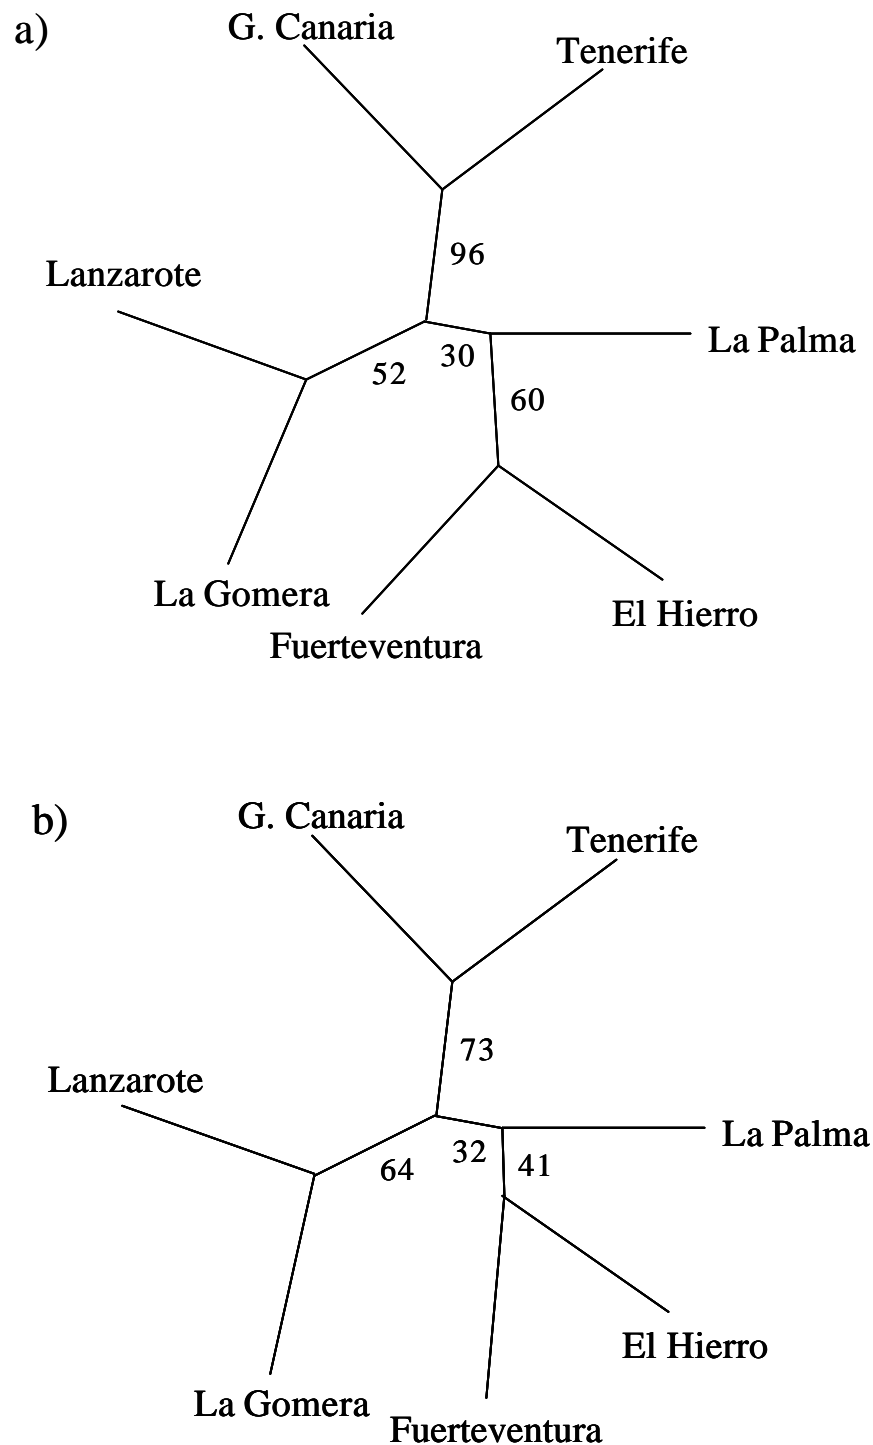 a)
G. Canaria
Tenerife
96
Lanzarote
La Palma
30
52
60
La Gomera
El Hierro
Fuerteventura
b)
G. Canaria
Tenerife
73
Lanzarote
La Palma
32
41
64
El Hierro
La Gomera
Fuerteventura